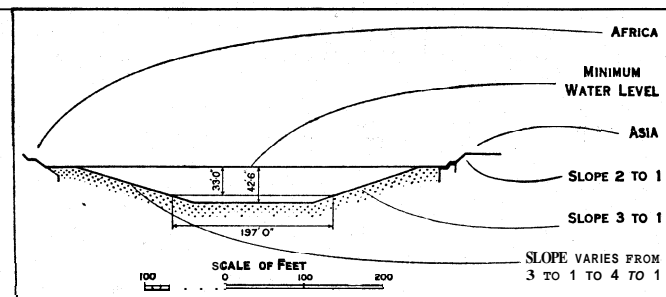 AFRICA
MINIMUM
WATER LEVEL
ASIA
SLOPE 2 TO 1
33'0"
42'6"
SLOPE 3 TO 1
197' 0"
SLOPE VARIES FROM
3 TO 1 TO 4 TO 1
SCALE OF FEET
100 0 100 200